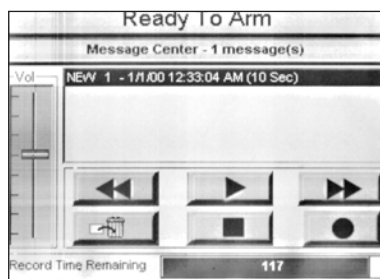 Ready To Arm
Message Center - 1 message(s)
Vol
NEW 1 - 1/1/00 12:33:04 AM (10 Sec)
Record Time Remaining
117